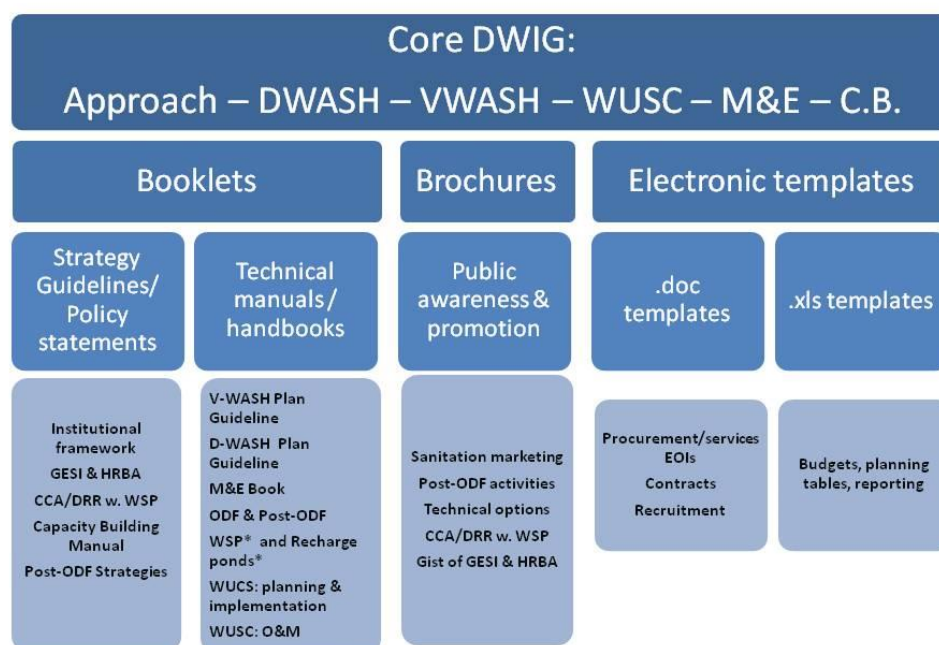 Core DWIG:
Approach – DWASH – VWASH – WUSC – M&E – C.B.
Booklets
Brochures
Electronic templates
Strategy
Guidelines/
Policy
statements
Technical
manuals /
handbooks
Public
awareness &
promotion
.doc
templates
.xls templates
Institutional
framework
GESI & HRBA
CCA/DRR w. WSP
Capacity Building
Manual
Post-ODF Strategies
V-WASH Plan
Guideline
D-WASH Plan
Guideline
M&E Book
ODF & Post-ODF
WSP* and Recharge
ponds*
WUCS: planning &
implementation
WUSC: O&M
Sanitation marketing
Post-ODF activities
Technical options
CCA/DRR w. WSP
Gist of GESI & HRBA
Procurement/services
EOIs
Contracts
Recruitment
Budgets, planning
tables, reporting